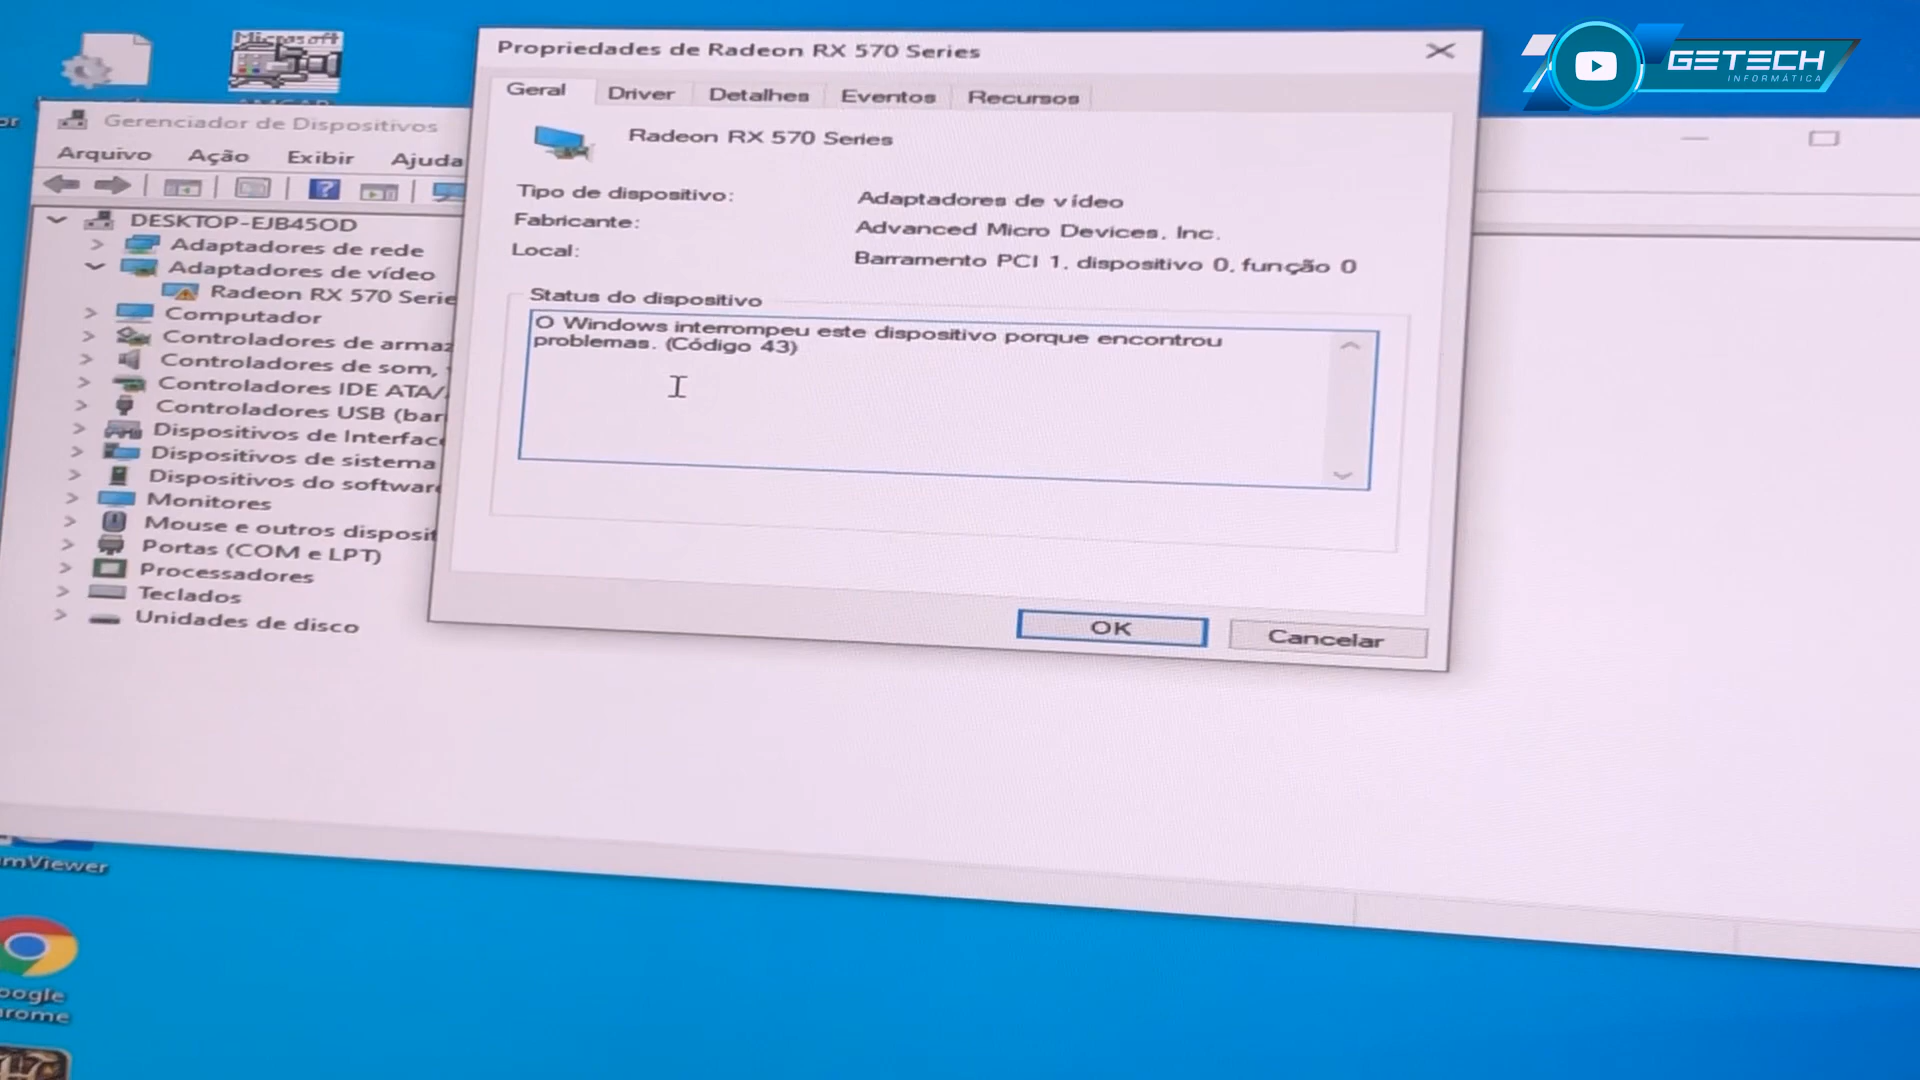 Microsoft
GETECH
INFORMÁTICA
Propriedades de Radeon RX 570 Series
Geral
Driver
Detalhes
Eventos
Recursos
Radeon RX 570 Series
Tipo de dispositivo:
Adaptadores de vídeo
Fabricante:
Advanced Micro Devices, Inc.
Local:
Barramento PCI 1, dispositivo 0, função 0
Status do dispositivo
O Windows interrompeu este dispositivo porque encontrou
problemas. (Código 43)
OK
Cancelar
Gerenciador de Dispositivos
Arquivo
Ação
Exibir
Ajuda
DESKTOP-EJB45OD
Adaptadores de rede
Adaptadores de vídeo
Radeon RX 570 Serie
Computador
Controladores de armaz
Controladores de som,
Controladores IDE ATA/
Controladores USB (bar
Dispositivos de Interfac
Dispositivos de sistema
Dispositivos do software
Monitores
Mouse e outros disposit
Portas (COM e LPT)
Processadores
Teclados
Unidades de disco
mViewer
oogle
rome